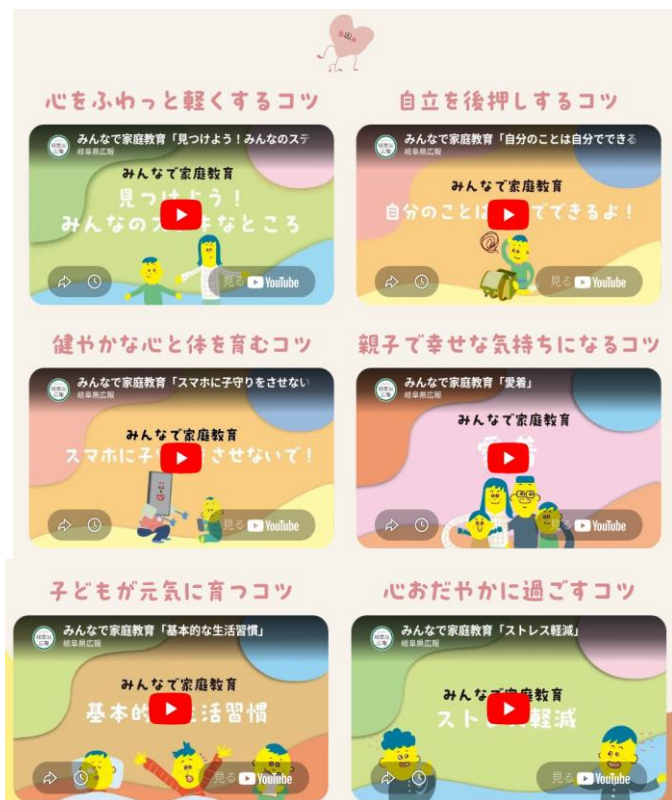 心をふわっと軽くするコツ
自立を後押しするコツ
みんなで家庭教育「見つけよう！みんなのステ
岐阜県広報
みんなで家庭教育
見つけよう！
みんなの なところ
見る YouTube
みんなで家庭教育「自分のことは自分でできる
岐阜県広報
みんなで家庭教育
自分のことは でできるよ！
見る YouTube
健やかな心と体を育むコツ
親子で幸せな気持ちになるコツ
みんなで家庭教育「スマホに子守りをさせない
岐阜県広報
みんなで家庭教育
スマホに子 をさせないで！
見る YouTube
みんなで家庭教育「愛着」
岐阜県広報
みんなで家庭教育
見る YouTube
子どもが元気に育つコツ
心おだやかに過ごすコツ
みんなで家庭教育「基本的な生活習慣」
岐阜県広報
みんなで家庭教育
基本的 生活習慣
見る YouTube
みんなで家庭教育「ストレス軽減」
岐阜県広報
みんなで家庭教育
ストレス軽減
見る YouTube